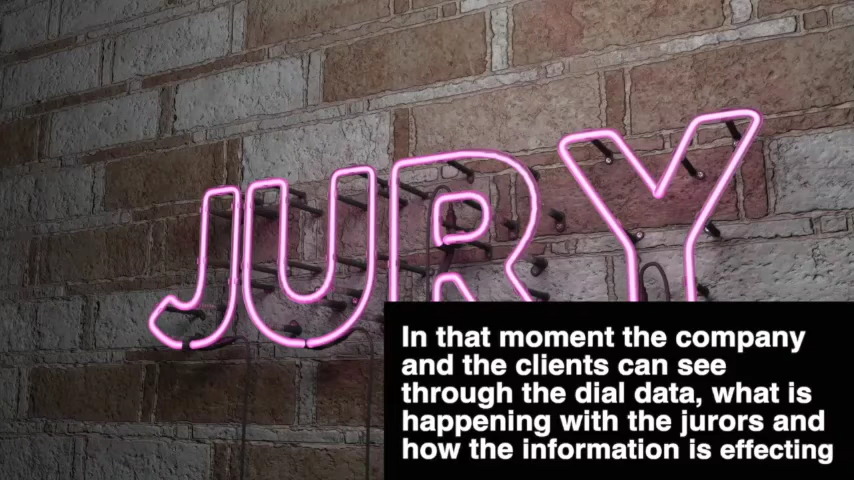 JURY
In that moment the company
and the clients can see
through the dial data, what is
happening with the jurors and
how the information is effecting